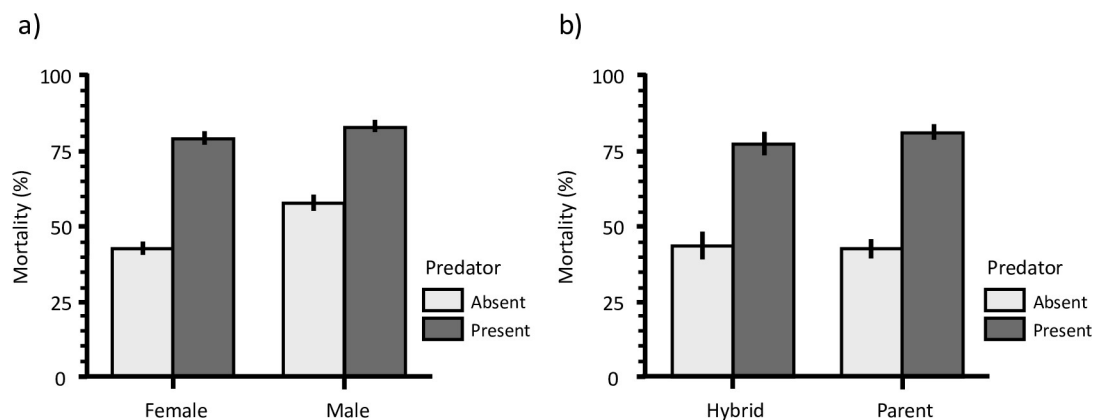 a)
Mortality (%)
100
75
50
25
0
Female
Male
Predator
Absent
Present
b)
Mortality (%)
100
75
50
25
0
Hybrid
Parent
Predator
Absent
Present